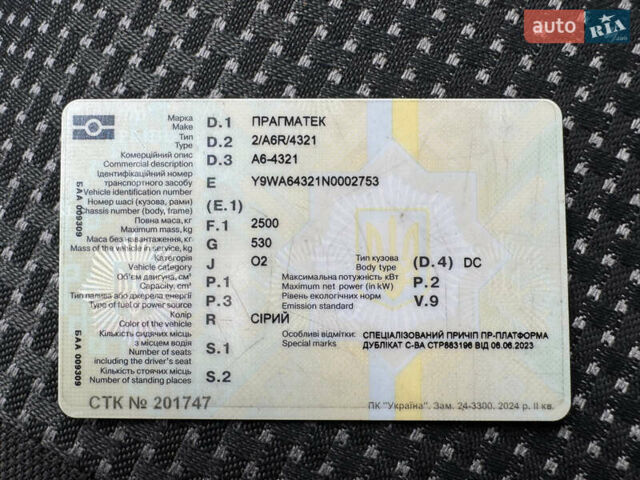 auto RIA.com
Марка
Make D.1 ПРАГМАТЕК
Тип
Type D.2 2/A6R/4321
Комерційний опис
Commercial description D.3 A6-4321
Ідентифікаційний номер
транспортного засобу
Vehicle identification number E Y9WA64321N0002753
Номер шасі (кузова, рами)
Chassis number (body, frame) (E.1)
Повна маса, кг
Maximum mass, kg F.1 2500
Маса без навантаження, кг
Mass of the vehicle in service, kg G 530
Категорія
Vehicle category J O2 Тип кузова
Body type (D.4) DC
Об'єм двигуна, см³
Capacity, cm³ P.1 Максимальна потужність кВт
Maximum net power (in kW) P.2
Тип палива або джерела енергії
Type of fuel or power source P.3 Рівень екологічних норм
Emission standard V.9
Колір
Color of the vehicle R СІРИЙ
Кількість сидячих місць
з місцем водія
Number of seats
including the driver's seat S.1
Особливі відмітки:
Special marks СПЕЦІАЛІЗОВАНИЙ ПРИЧІП ПР-ПЛАТФОРМА
ДУБЛІКАТ С-ВА СТР883196 ВІД 06.06.2023
Кількість стоячих місць
Number of standing places S.2
СТК № 201747
ПК "Україна". Зам. 24-3300. 2024 р. II кв.
БАА 009309
БАА 009309